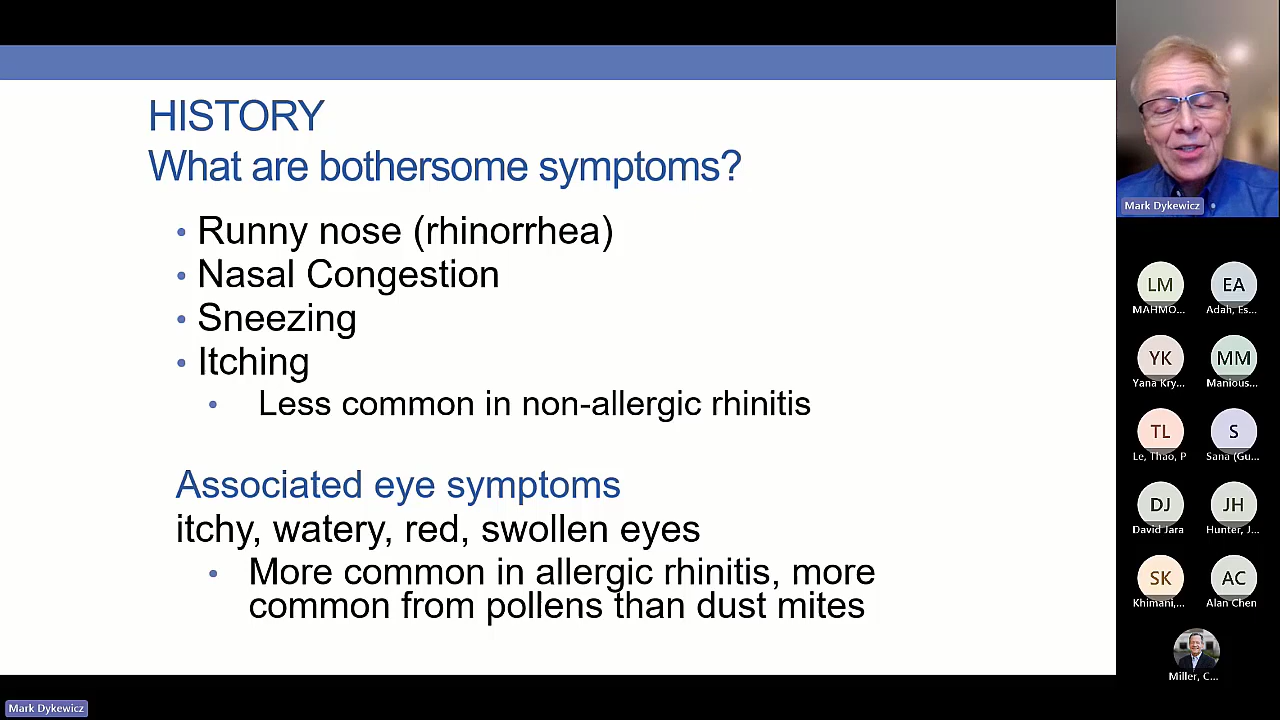 HISTORY
What are bothersome symptoms?
• Runny nose (rhinorrhea)
• Nasal Congestion
• Sneezing
• Itching
• Less common in non-allergic rhinitis
Associated eye symptoms
itchy, watery, red, swollen eyes
• More common in allergic rhinitis, more
common from pollens than dust mites
Mark Dykewicz
LM
MAHMO...
EA
Adah, Es...
YK
Yana Kry...
MM
Manious...
TL
Le, Thao, P
S
Sana (Gu...
DJ
David Jara
JH
Hunter, J...
SK
Khimani,...
AC
Alan Chen
Miller, C...
Mark Dykewicz